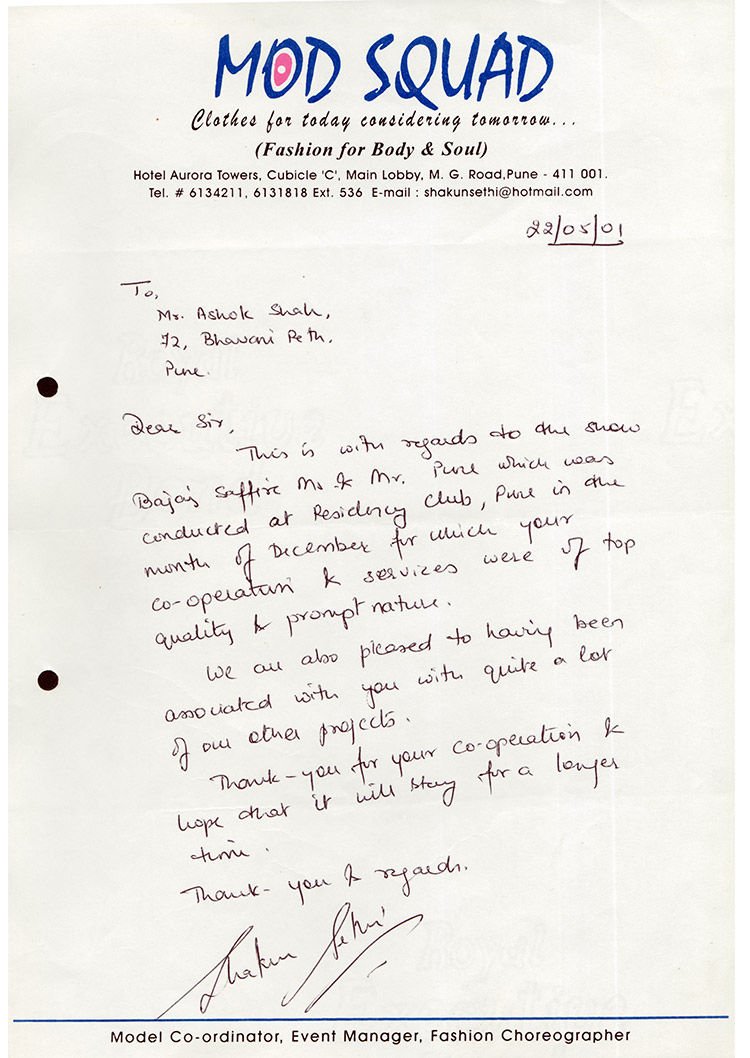 MOD SQUAD
Clothes for today considering tomorrow...
(Fashion for Body & Soul)
Hotel Aurora Towers, Cubicle 'C', Main Lobby, M. G. Road,Pune - 411 001.
Tel. # 6134211, 6131818 Ext. 536 E-mail : shakunsethi@hotmail.com
22/05/01
To,
Mr. Ashok Shah,
72, Bhavani Peth,
Pune.
Dear Sir,
This is with regards to the show
Bajaj Saffire Ms & Mr. Pune which was
conducted at Residency Club, Pune in the
month of December for which your
co-operation & services were of top
quality & prompt nature.
We are also pleased to having been
associated with you with quite a lot
of our other projects.
Thank-you for your co-operation &
hope that it will stay for a longer
time.
Thank-you & regards.
Shakun Sethi
Model Co-ordinator, Event Manager, Fashion Choreographer